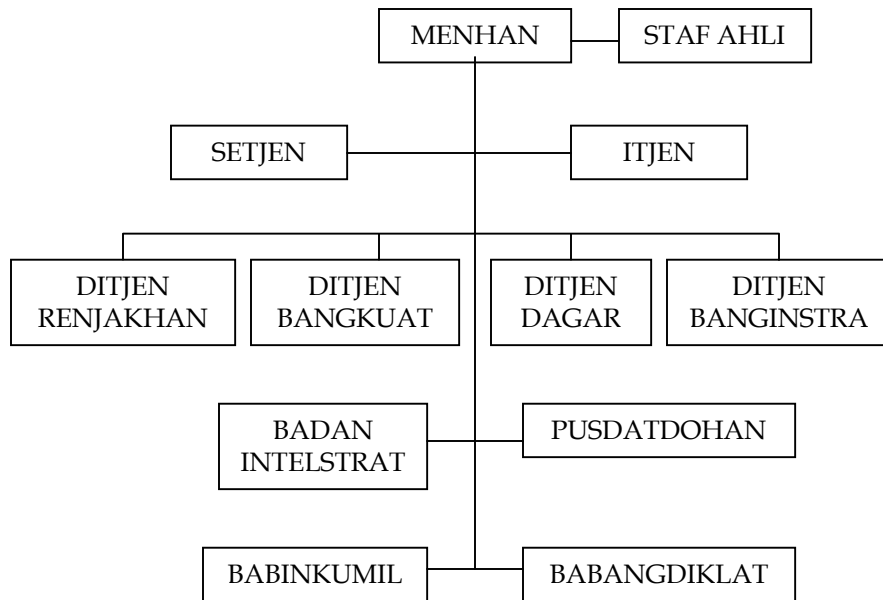 MENHAN
STAF AHLI
SETJEN
ITJEN
DITJEN
RENJAKHAN
DITJEN
BANGKUAT
DITJEN
DAGAR
DITJEN
BANGINSTRA
BADAN
INTELSTRAT
PUSDATDOHAN
BABINKUMIL
BABANGDIKLAT